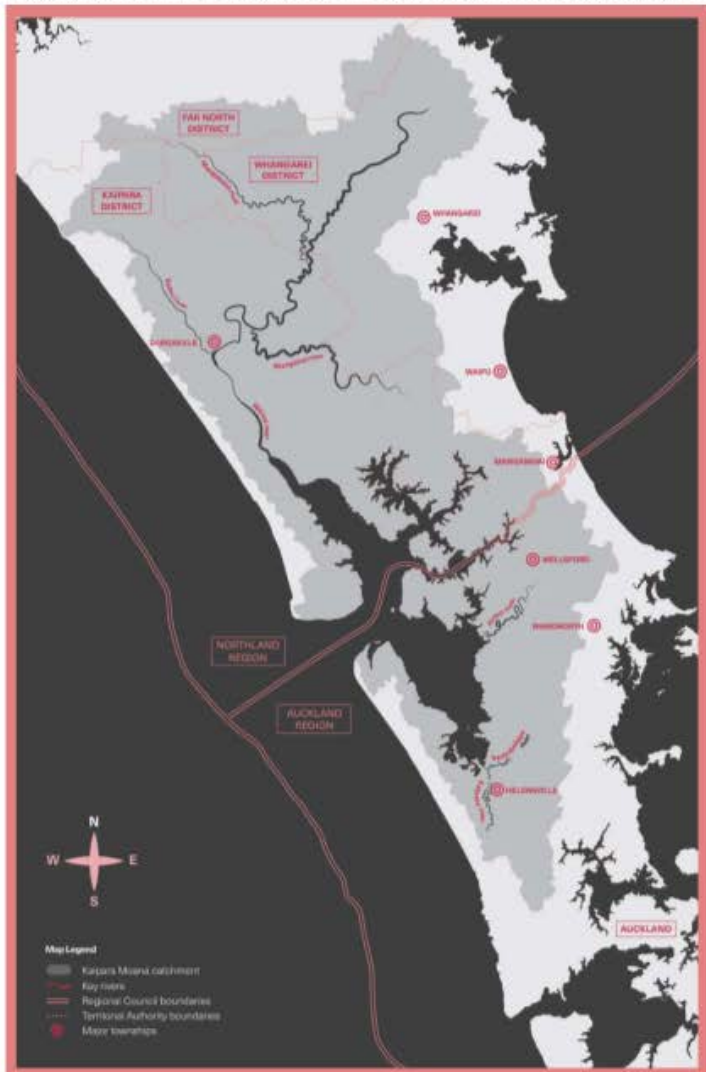 FAR NORTH
DISTRICT
WHANGAREI
DISTRICT
KAIPARA
DISTRICT
WHANGAREI
DARGAVILLE
WAIPU
MANGAWHAI
WELLSFORD
WARKWORTH
NORTHLAND
REGION
AUCKLAND
REGION
HELENSVILLE
N
W E
S
AUCKLAND
Map Legend
Kaipara Moana catchment
Key rivers
Regional Council boundaries
Territorial Authority boundaries
Major townships